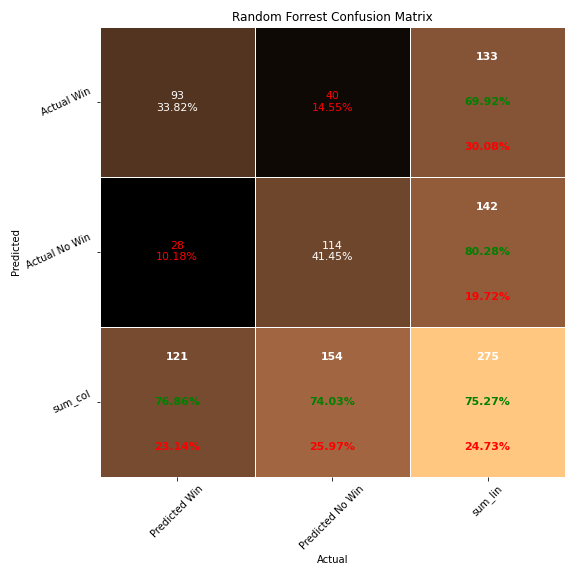 Random Forrest Confusion Matrix
Predicted
Actual Win
93
33.82%
40
14.55%
133
69.92%
30.08%
Actual No Win
28
10.18%
114
41.45%
142
80.28%
19.72%
sum_col
121
76.86%
23.14%
154
74.03%
25.97%
275
75.27%
24.73%
Predicted Win
Predicted No Win
sum_lin
Actual